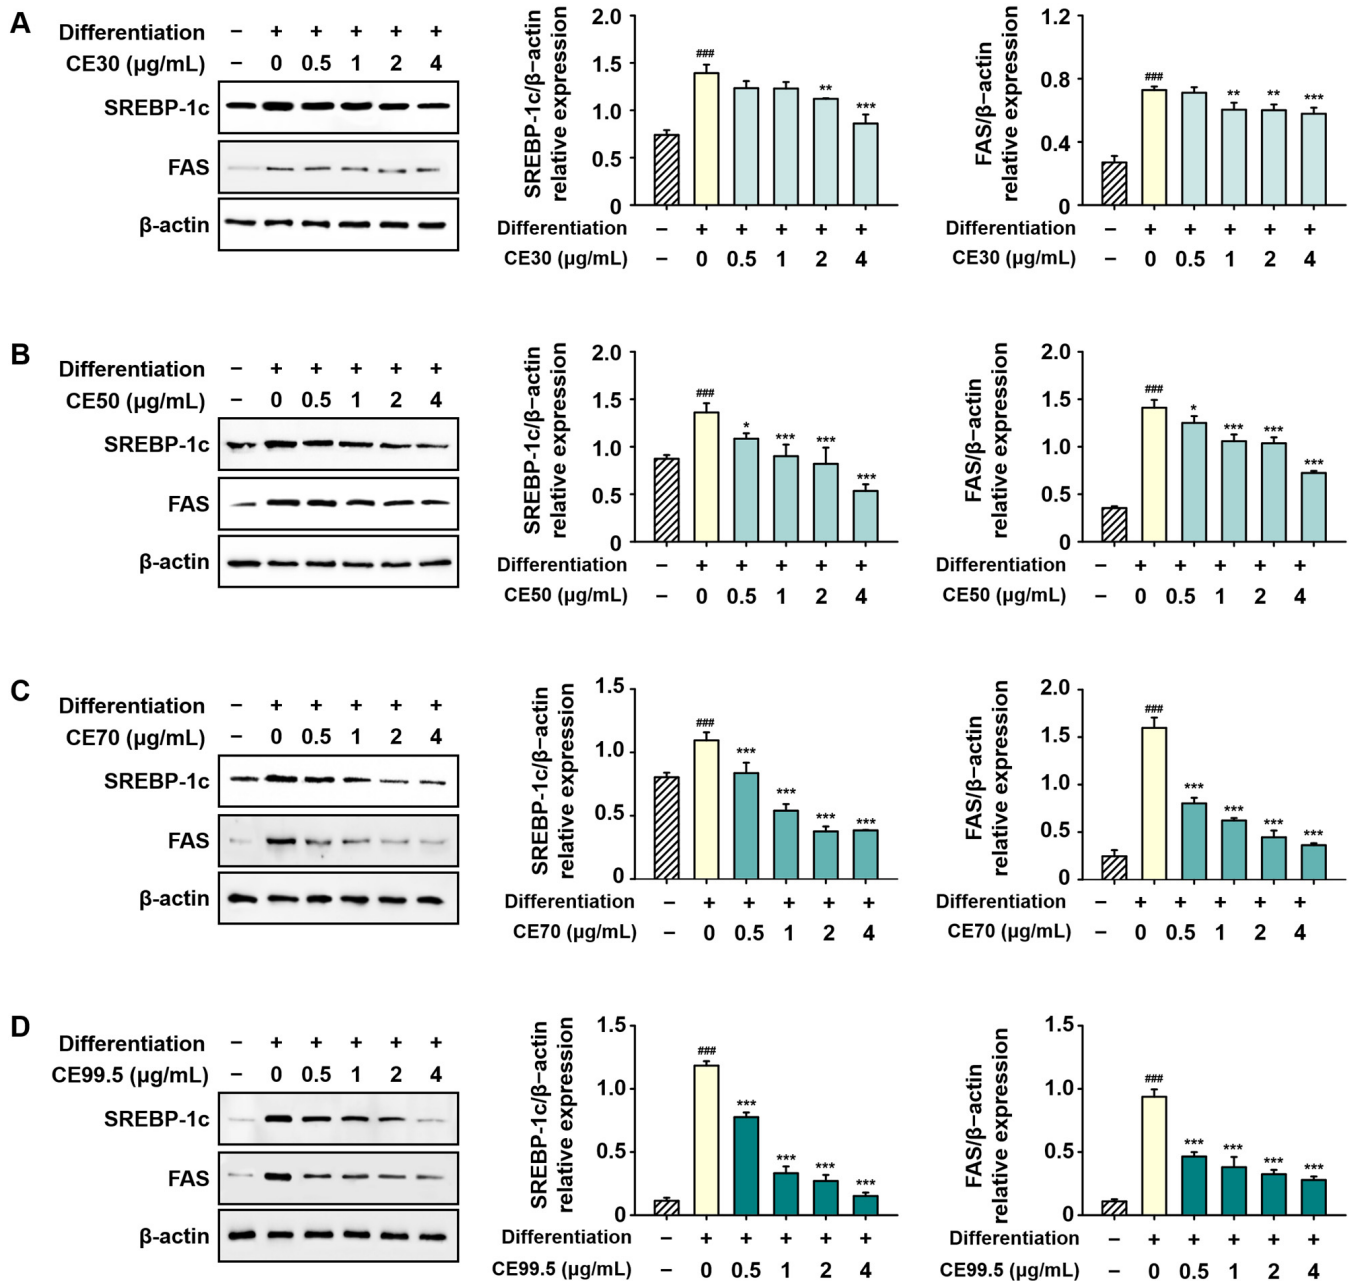 A
Differentiation – + + + + +
CE30 (μg/mL) – 0 0.5 1 2 4
SREBP-1c
FAS
β-actin
SREBP-1c/β-actin
relative expression
2.0
1.5
1.0
0.5
0
###
**
***
Differentiation – + + + + +
CE30 (μg/mL) – 0 0.5 1 2 4
FAS/β−actin
relative expression
1.2
0.8
0.4
0
###
** ** ***
Differentiation – + + + + +
CE30 (μg/mL) – 0 0.5 1 2 4
B
Differentiation – + + + + +
CE50 (μg/mL) – 0 0.5 1 2 4
SREBP-1c
FAS
β-actin
SREBP-1c/β-actin
relative expression
2.0
1.5
1.0
0.5
0
###
* *** *** ***
Differentiation – + + + + +
CE50 (μg/mL) – 0 0.5 1 2 4
FAS/β−actin
relative expression
2.0
1.5
1.0
0.5
0
###
* *** *** ***
Differentiation – + + + + +
CE50 (μg/mL) – 0 0.5 1 2 4
C
Differentiation – + + + + +
CE70 (μg/mL) – 0 0.5 1 2 4
SREBP-1c
FAS
β-actin
SREBP-1c/β−actin
relative expression
1.5
1.0
0.5
0
###
*** *** *** ***
Differentiation – + + + + +
CE70 (μg/mL) – 0 0.5 1 2 4
FAS/β−actin
relative expression
2.0
1.5
1.0
0.5
0
###
*** *** *** ***
Differentiation – + + + + +
CE70 (μg/mL) – 0 0.5 1 2 4
D
Differentiation – + + + + +
CE99.5 (μg/mL) – 0 0.5 1 2 4
SREBP-1c
FAS
β-actin
SREBP-1c/β−actin
relative expression
1.5
1.0
0.5
0
###
*** *** *** ***
Differentiation – + + + + +
CE99.5 (μg/mL) – 0 0.5 1 2 4
FAS/β−actin
relative expression
1.5
1.0
0.5
0
###
*** *** *** ***
Differentiation – + + + + +
CE99.5 (μg/mL) – 0 0.5 1 2 4